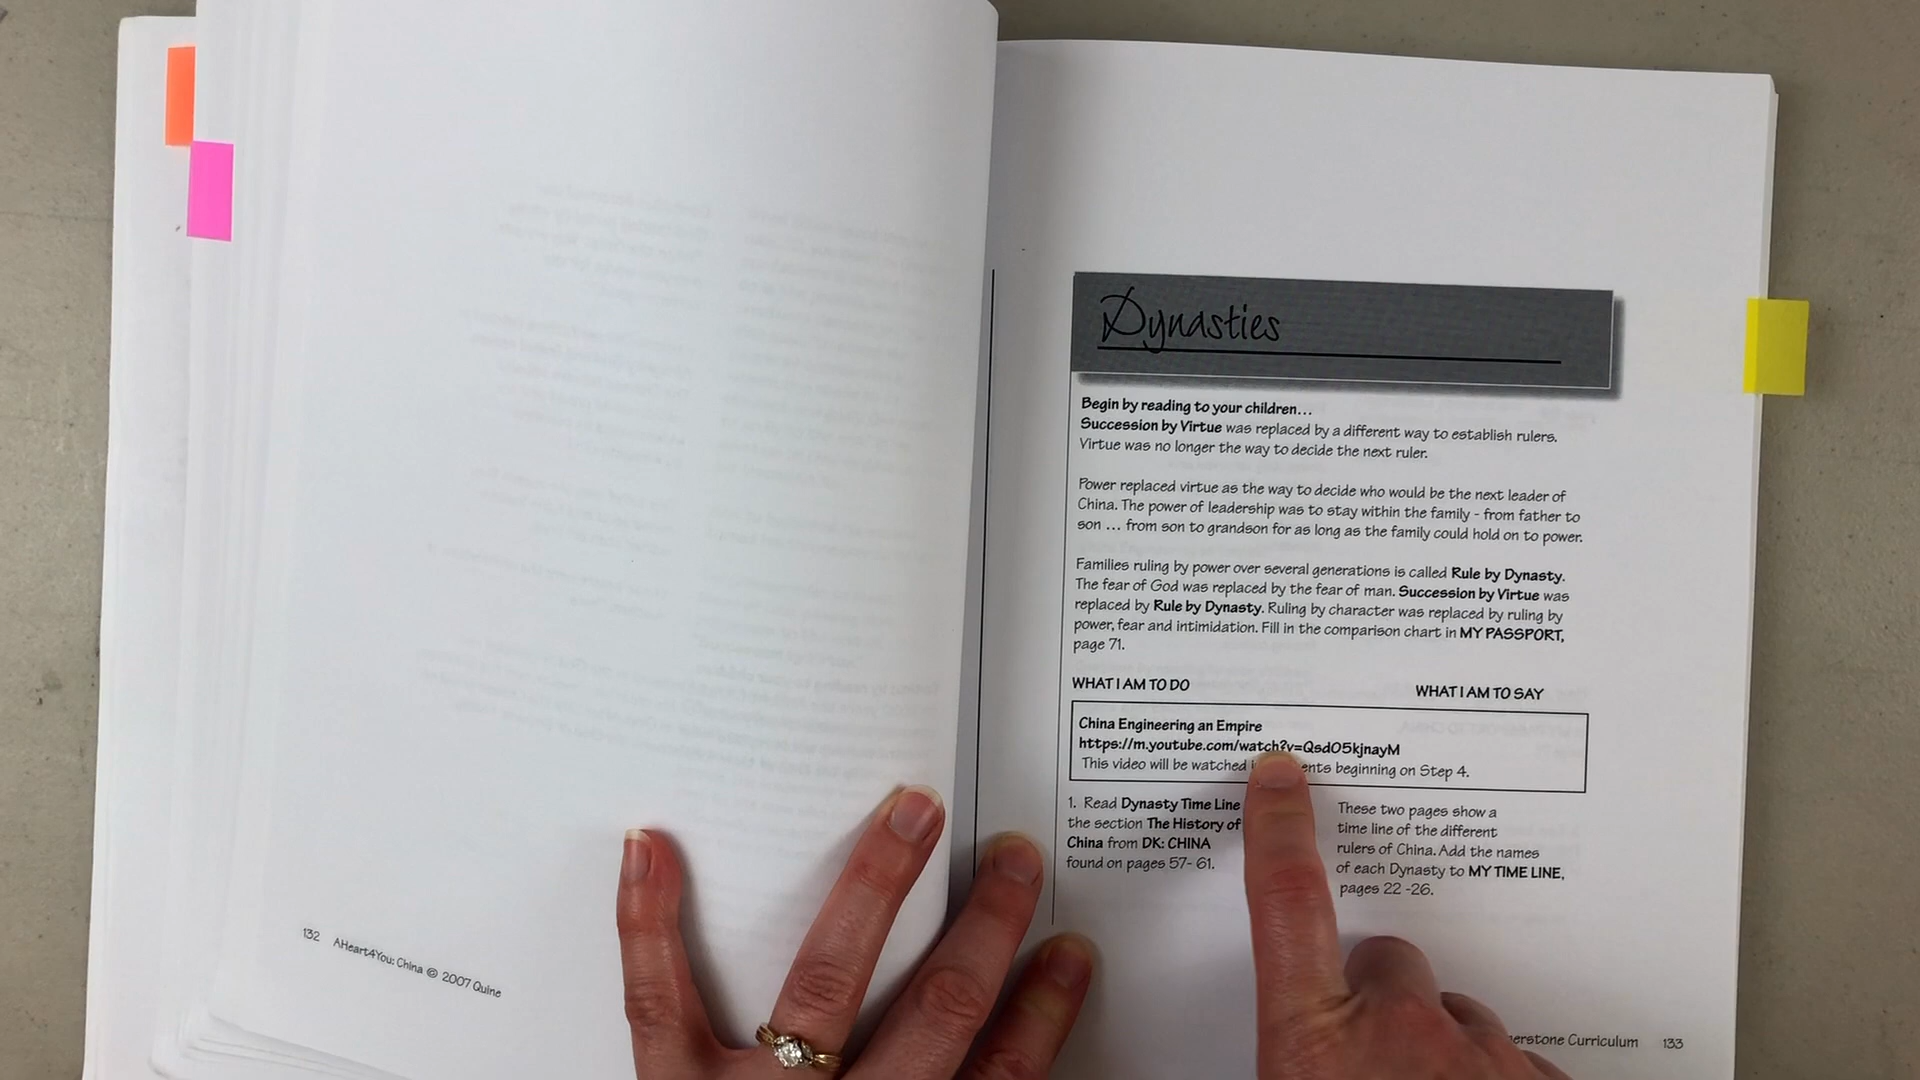 132 AHeart4You: China © 2007 Quine
Dynasties
Begin by reading to your children...
Succession by Virtue was replaced by a different way to establish rulers.
Virtue was no longer the way to decide the next ruler.
Power replaced virtue as the way to decide who would be the next leader of
China. The power of leadership was to stay within the family - from father to
son ... from son to grandson for as long as the family could hold on to power.
Families ruling by power over several generations is called Rule by Dynasty.
The fear of God was replaced by the fear of man. Succession by Virtue was
replaced by Rule by Dynasty. Ruling by character was replaced by ruling by
power, fear and intimidation. Fill in the comparison chart in MY PASSPORT,
page 71.
WHAT I AM TO DO
WHAT I AM TO SAY
China Engineering an Empire
https://m.youtube.com/watch?v=QsdO5kjnayM
This video will be watched beginning on Step 4.
1. Read Dynasty Time Line
the section The History of
China from DK: CHINA
found on pages 57- 61.
These two pages show a
time line of the different
rulers of China. Add the names
of each Dynasty to MY TIME LINE,
pages 22 -26.
Curriculum 133